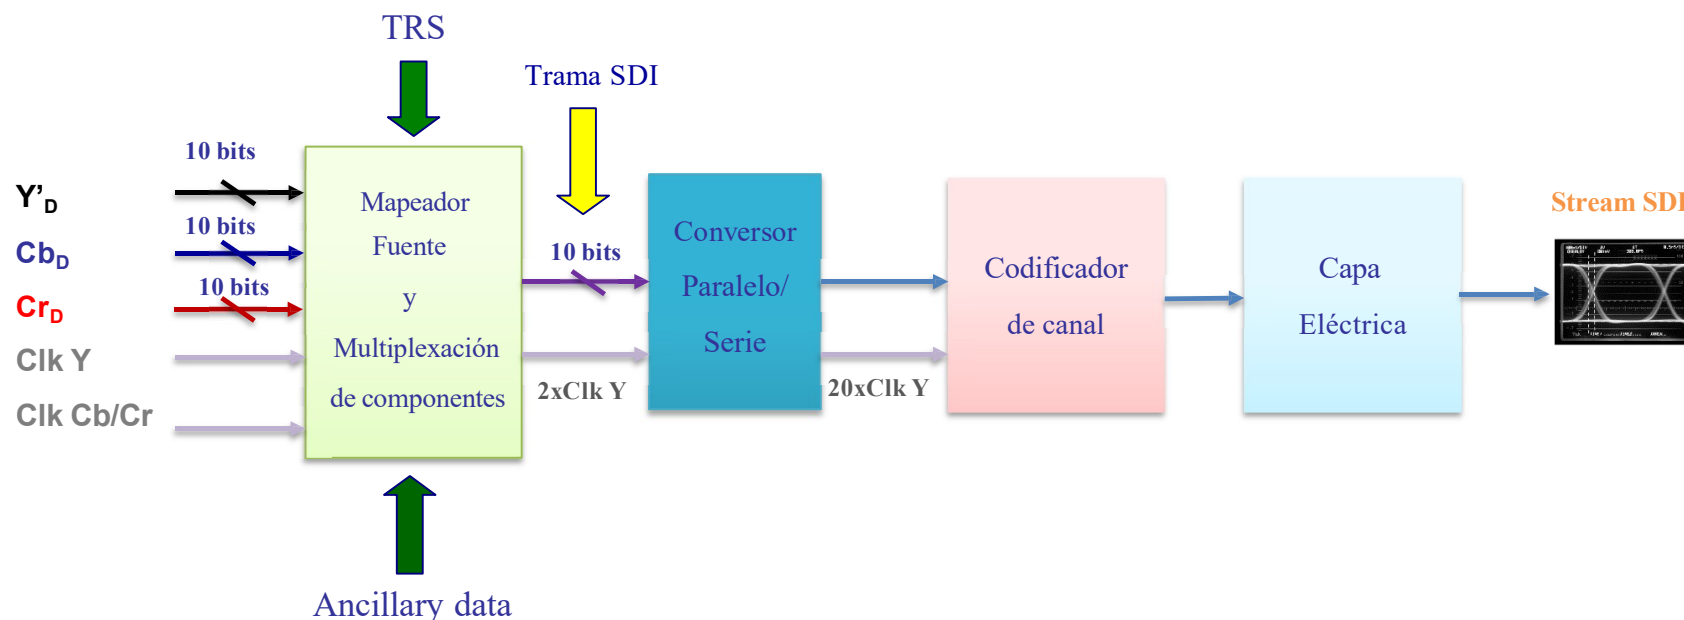 TRS
Trama SDI
10 bits
Y'D
10 bits
CbD
10 bits
CrD
Clk Y
Clk Cb/Cr
Mapeador
Fuente
y
Multiplexación
de componentes
10 bits
2xClk Y
Conversor
Paralelo/
Serie
20xClk Y
Codificador
de canal
Capa
Eléctrica
Stream SDI
Ancillary data